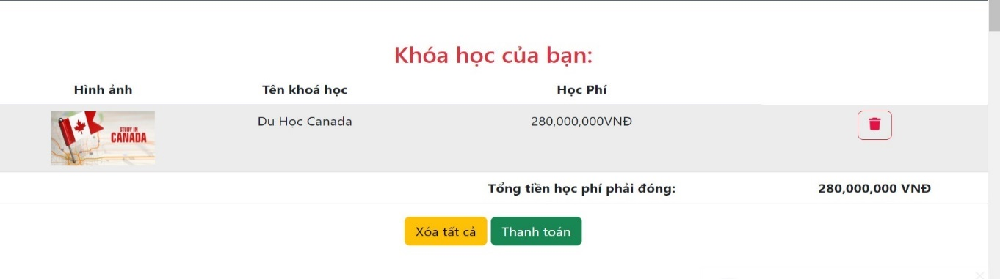 Khóa học của bạn:
Hình ảnh Tên khoá học Học Phí
STUDY IN
CANADA
Du Học Canada 280,000,000VNĐ
Tổng tiền học phí phải đóng: 280,000,000 VNĐ
Xóa tất cả Thanh toán